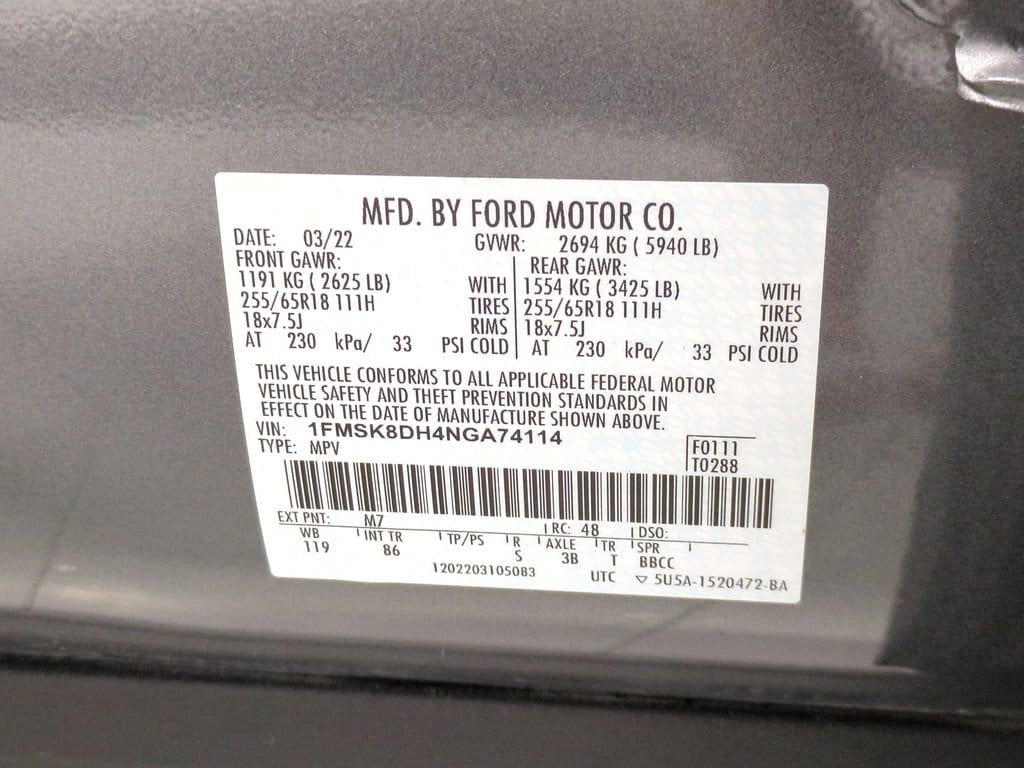 MFD. BY FORD MOTOR CO.
DATE: 03/22 GVWR: 2694 KG ( 5940 LB)
FRONT GAWR: REAR GAWR:
1191 KG ( 2625 LB) WITH 1554 KG ( 3425 LB) WITH
255/65R18 111H TIRES 255/65R18 111H TIRES
18x7.5J RIMS 18x7.5J RIMS
AT 230 kPa/ 33 PSI COLD AT 230 kPa/ 33 PSI COLD
THIS VEHICLE CONFORMS TO ALL APPLICABLE FEDERAL MOTOR
VEHICLE SAFETY AND THEFT PREVENTION STANDARDS IN
EFFECT ON THE DATE OF MANUFACTURE SHOWN ABOVE.
VIN: 1FMSK8DH4NGA74114
TYPE: MPV
F0111
T0288
EXT PNT: M7 RC: 48 DSO:
WB INT TR TP/PS R AXLE TR SPR
119 86 S 3B T BBCC
1202203105083 UTC ▽ 5U5A-1520472-BA